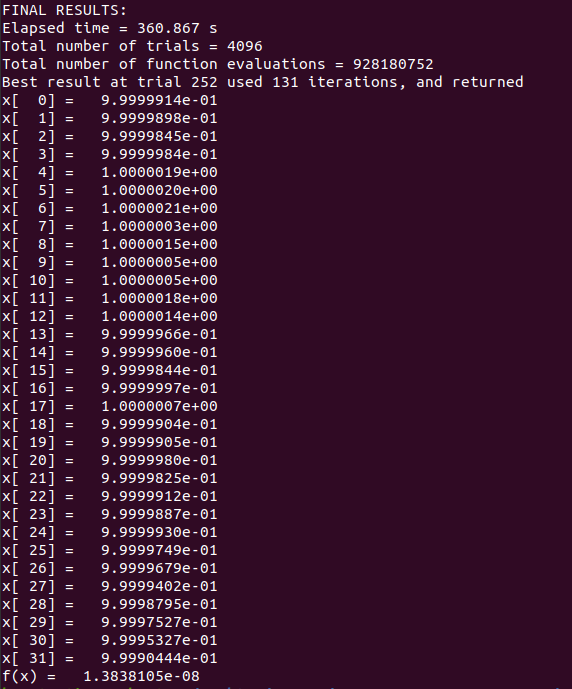 FINAL RESULTS:
Elapsed time = 360.867 s
Total number of trials = 4096
Total number of function evaluations = 928180752
Best result at trial 252 used 131 iterations, and returned
x[  0] =   9.9999914e-01
x[  1] =   9.9999898e-01
x[  2] =   9.9999845e-01
x[  3] =   9.9999984e-01
x[  4] =   1.0000019e+00
x[  5] =   1.0000020e+00
x[  6] =   1.0000021e+00
x[  7] =   1.0000003e+00
x[  8] =   1.0000015e+00
x[  9] =   1.0000005e+00
x[ 10] =   1.0000005e+00
x[ 11] =   1.0000018e+00
x[ 12] =   1.0000014e+00
x[ 13] =   9.9999966e-01
x[ 14] =   9.9999960e-01
x[ 15] =   9.9999844e-01
x[ 16] =   9.9999997e-01
x[ 17] =   1.0000007e+00
x[ 18] =   9.9999904e-01
x[ 19] =   9.9999905e-01
x[ 20] =   9.9999980e-01
x[ 21] =   9.9999825e-01
x[ 22] =   9.9999912e-01
x[ 23] =   9.9999887e-01
x[ 24] =   9.9999930e-01
x[ 25] =   9.9999749e-01
x[ 26] =   9.9999679e-01
x[ 27] =   9.9999402e-01
x[ 28] =   9.9998795e-01
x[ 29] =   9.9997527e-01
x[ 30] =   9.9995327e-01
x[ 31] =   9.9990444e-01
f(x) =   1.3838105e-08